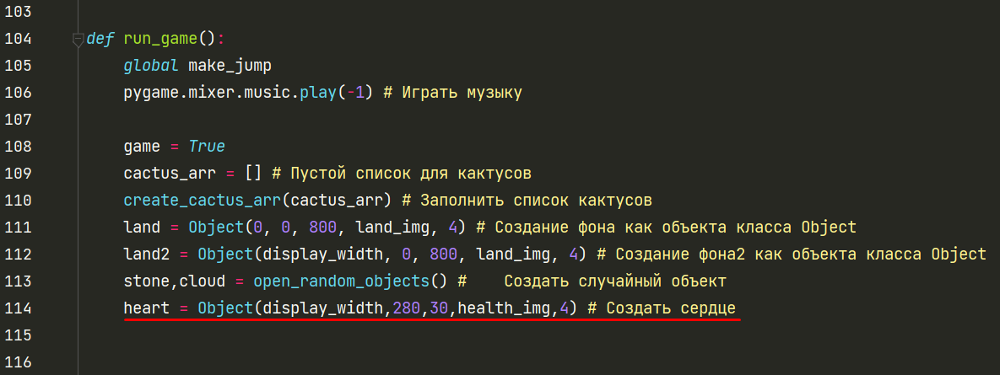 103
104 def run_game():
105 global make_jump
106 pygame.mixer.music.play(-1) # Играть музыку
107
108 game = True
109 cactus_arr = [] # Пустой список для кактусов
110 create_cactus_arr(cactus_arr) # Заполнить список кактусов
111 land = Object(0, 0, 800, land_img, 4) # Создание фона как объекта класса Object
112 land2 = Object(display_width, 0, 800, land_img, 4) # Создание фона2 как объекта класса Object
113 stone,cloud = open_random_objects() #    Создать случайный объект
114 heart = Object(display_width,280,30,health_img,4) # Создать сердце
115
116